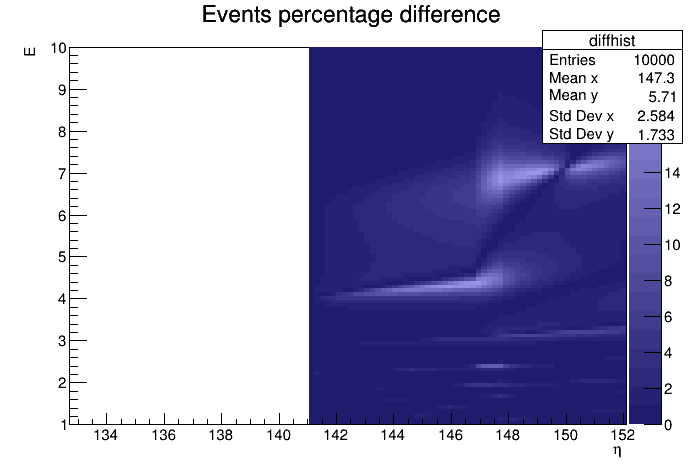 Events percentage difference
diffhist
Entries 10000
Mean x 147.3
Mean y 5.71
Std Dev x 2.584
Std Dev y 1.733
E
10
9
8
7
6
5
4
3
2
1
14
12
10
8
6
4
2
0
134 136 138 140 142 144 146 148 150 152
η